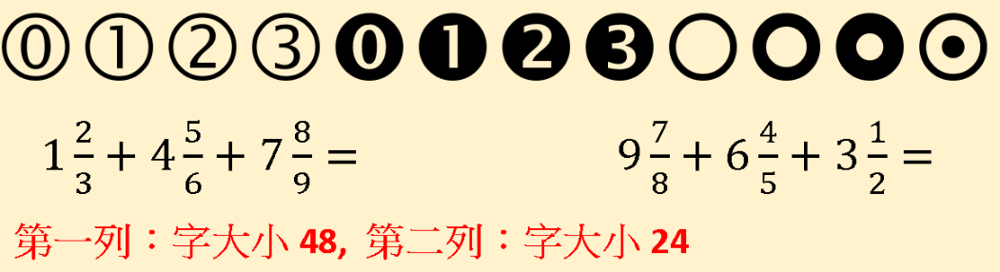 ⓪①②③⓿❶❷❸
1 2/3 + 4 5/6 + 7 8/9 = 9 7/8 + 6 4/5 + 3 1/2 =
第一列：字大小 48, 第二列：字大小 24